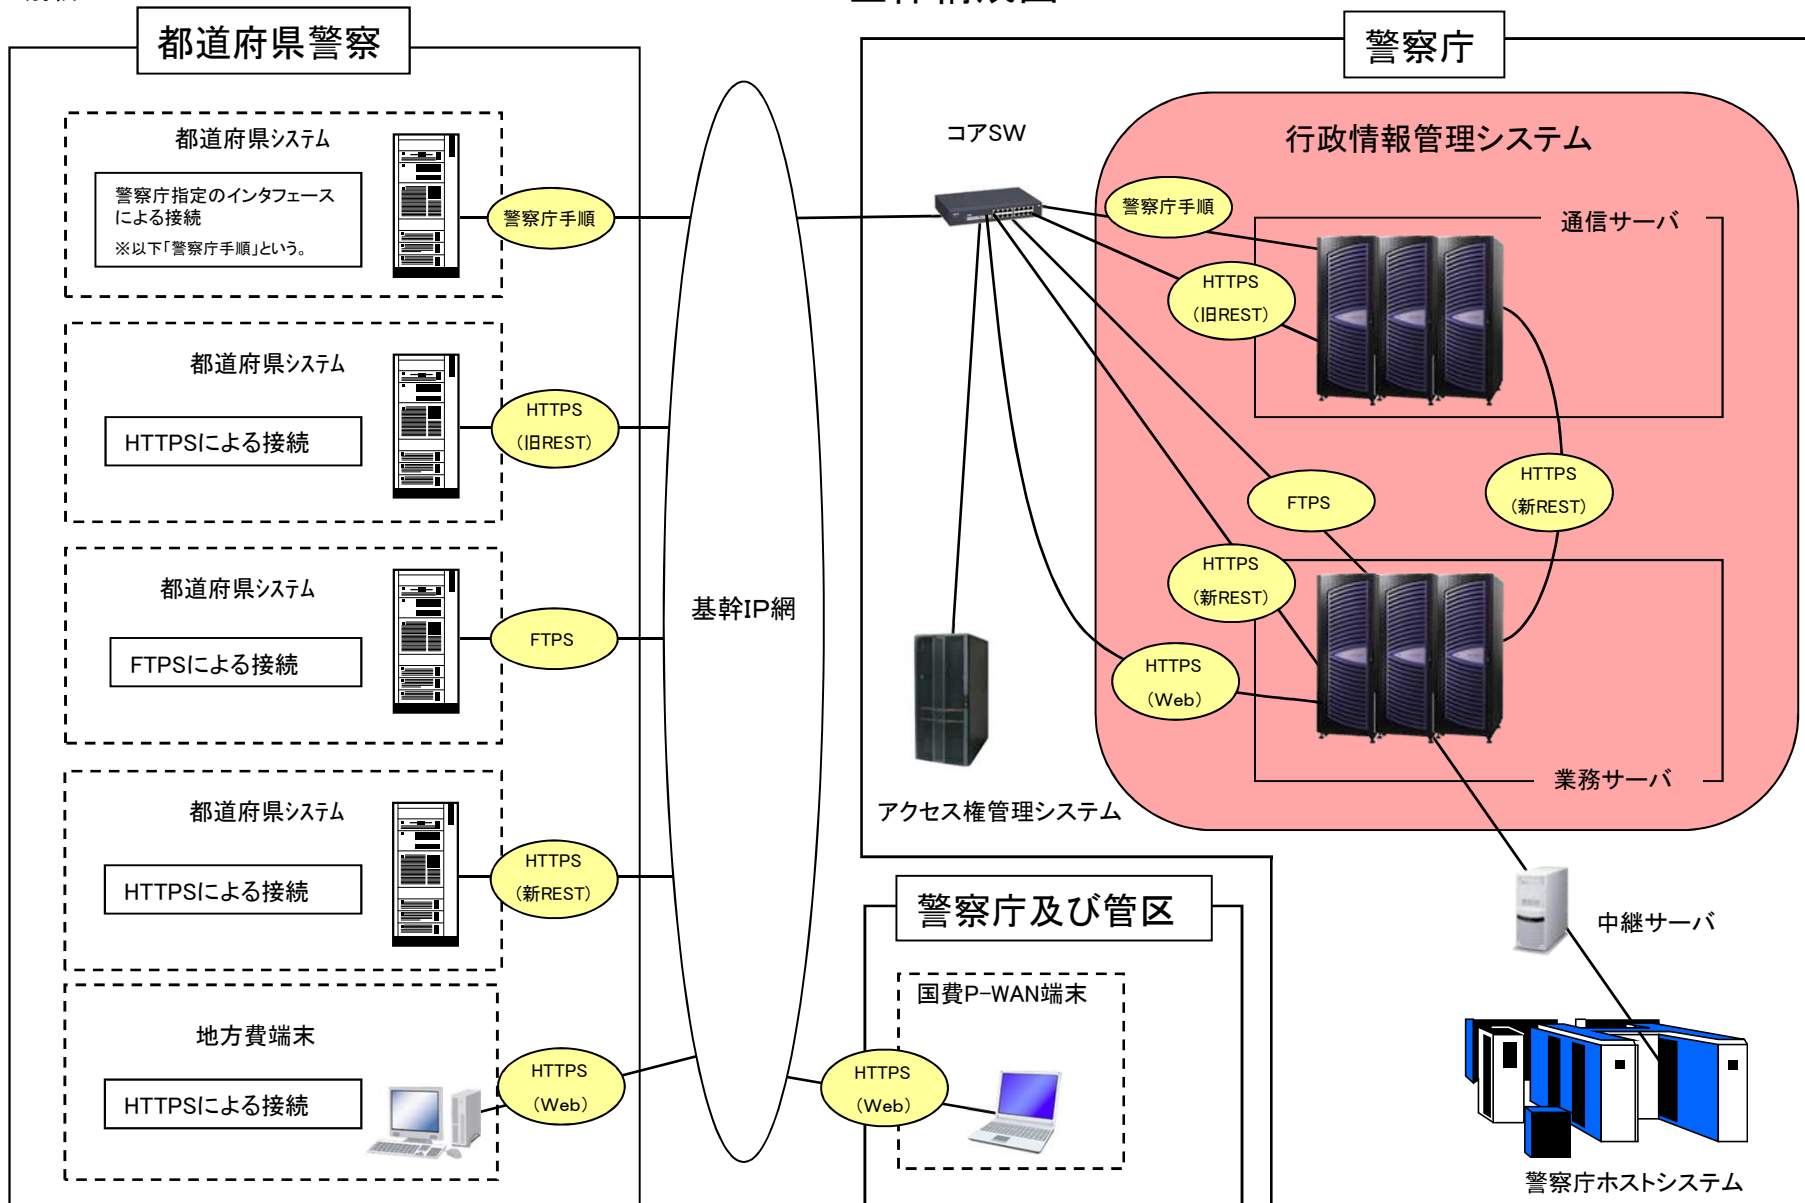 都道府県警察
都道府県システム
警察庁指定のインタフェース
による接続
※以下「警察庁手順」という。
警察庁手順
都道府県システム
HTTPSによる接続
HTTPS
(旧REST)
都道府県システム
FTPSによる接続
FTPS
都道府県システム
HTTPSによる接続
HTTPS
(新REST)
地方費端末
HTTPSによる接続
HTTPS
(Web)
基幹IP網
警察庁
コアSW
行政情報管理システム
警察庁手順
通信サーバ
HTTPS
(旧REST)
FTPS
HTTPS
(新REST)
HTTPS
(新REST)
HTTPS
(Web)
業務サーバ
アクセス権管理システム
警察庁及び管区
国費P-WAN端末
HTTPS
(Web)
中継サーバ
警察庁ホストシステム